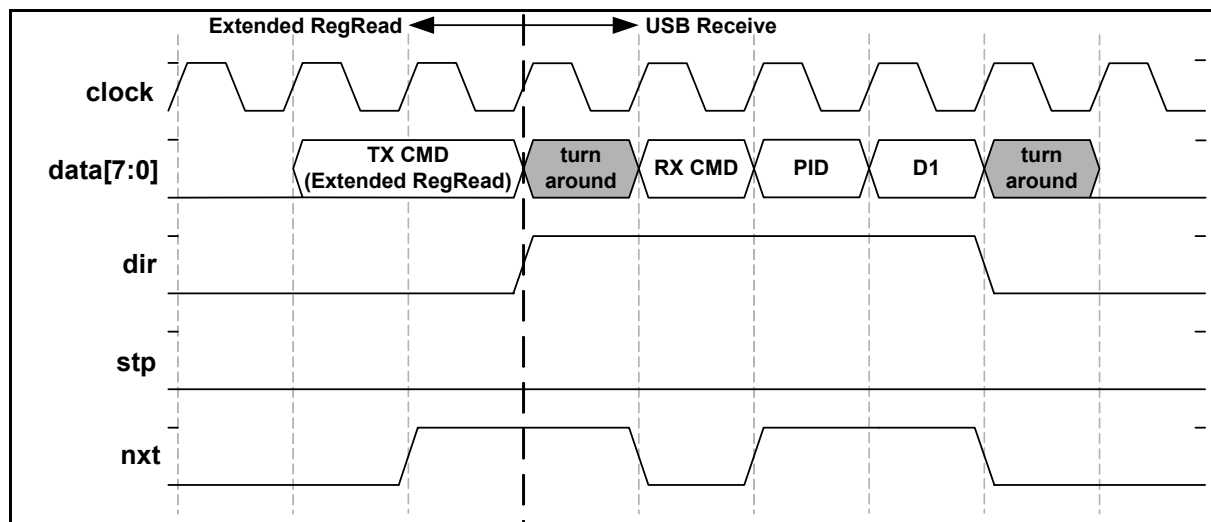 Extended RegRead
USB Receive
clock
data[7:0]
TX CMD
(Extended RegRead)
turn
around
RX CMD
PID
D1
turn
around
dir
stp
nxt